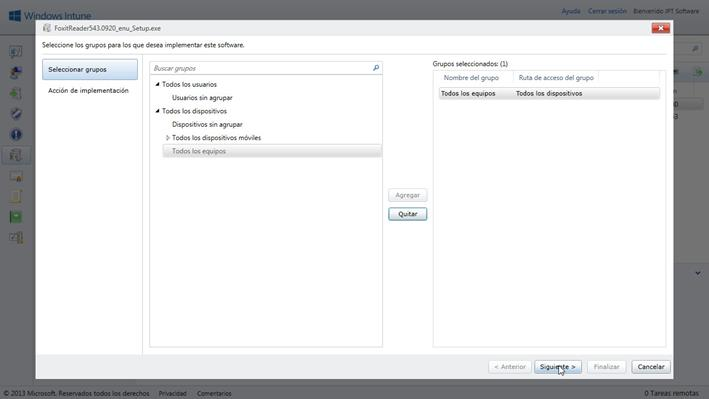 Windows Intune
Ayuda
Cerrar sesión
Bienvenido JPT Software
FoxitReader543.0920_enu_Setup.exe
Seleccione los grupos para los que desea implementar este software.
Seleccionar grupos
Acción de implementación
Buscar grupos
Todos los usuarios
Usuarios sin agrupar
Todos los dispositivos
Dispositivos sin agrupar
Todos los dispositivos móviles
Todos los equipos
Agregar
Quitar
Grupos seleccionados: (1)
Nombre del grupo
Ruta de acceso del grupo
Todos los equipos
Todos los dispositivos
< Anterior
Siguiente >
Finalizar
Cancelar
© 2013 Microsoft. Reservados todos los derechos
Privacidad
Comentarios
0 Tareas remotas